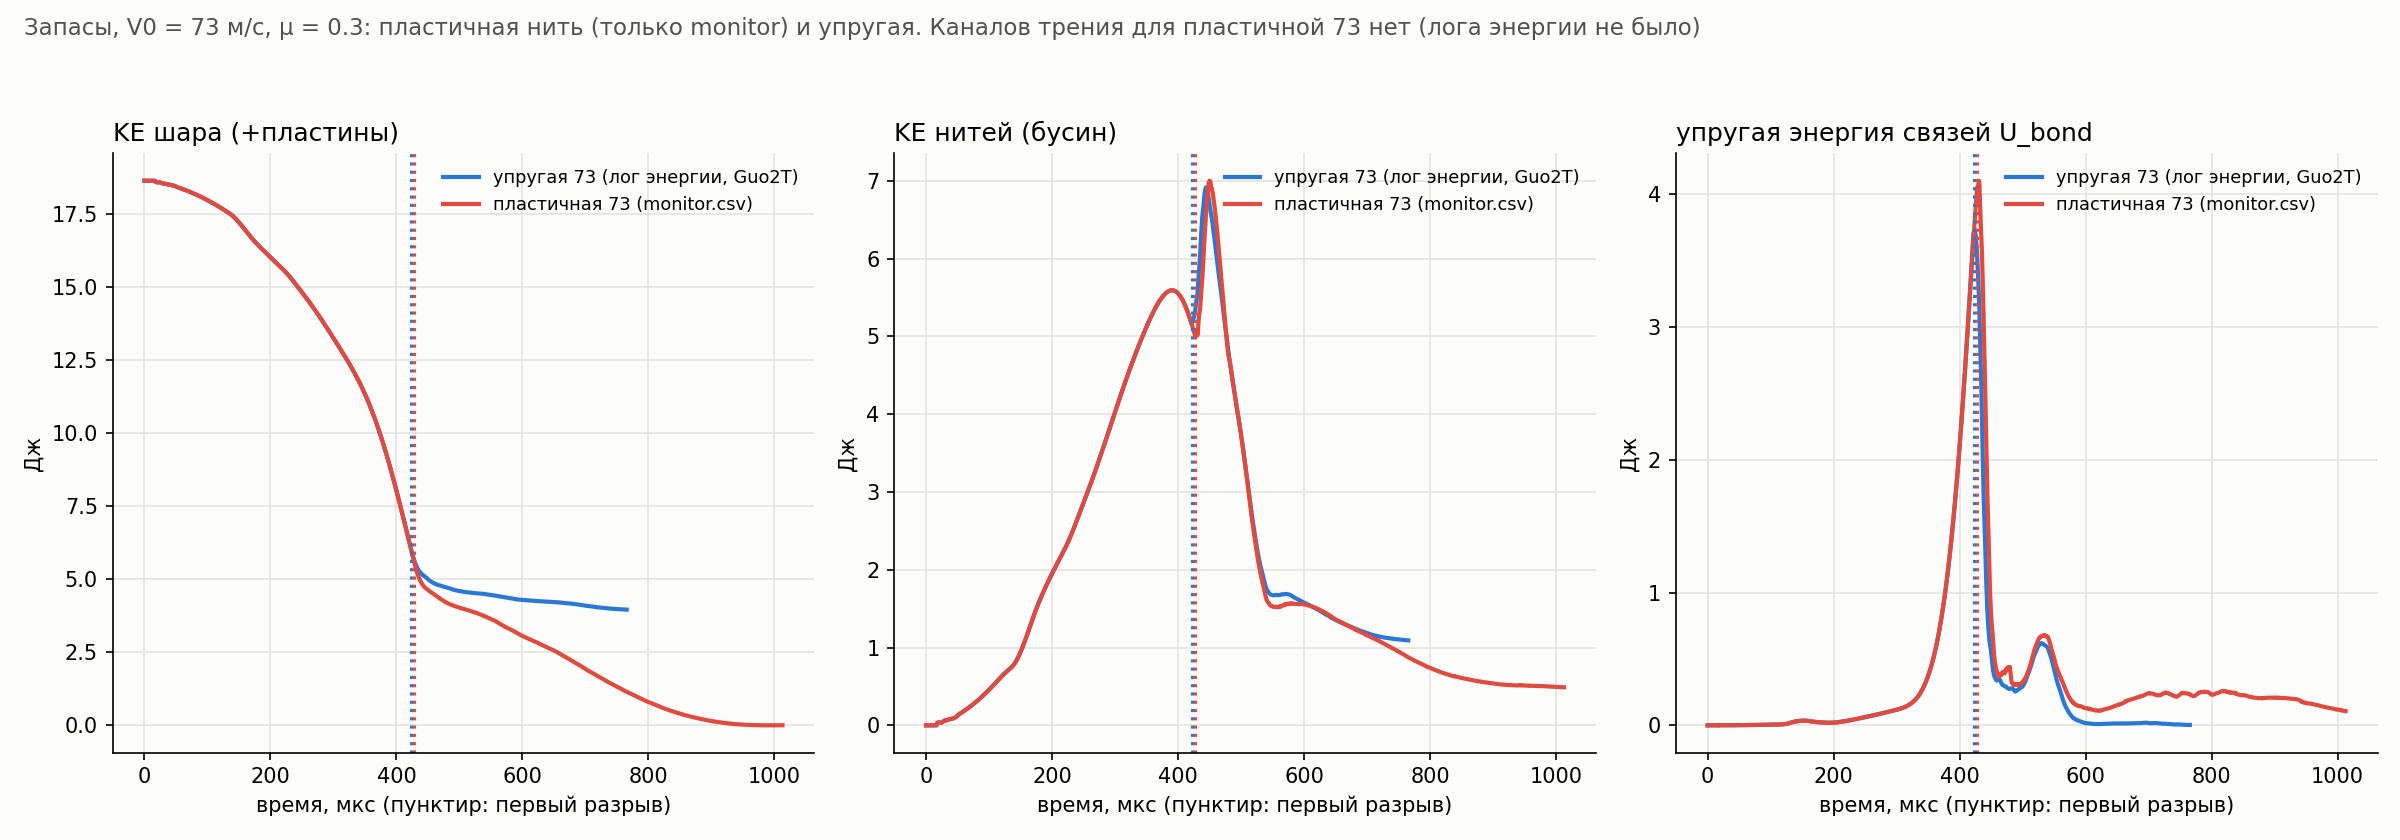 Запасы, V0 = 73 м/с, μ = 0.3: пластичная нить (только monitor) и упругая. Каналов трения для пластичной 73 нет (лога энергии не было)
KE шара (+пластины)
упругая 73 (лог энергии, Guo2T)
пластичная 73 (monitor.csv)
17.5
15.0
12.5
10.0
7.5
5.0
2.5
0.0
Дж
0 200 400 600 800 1000
время, мкс (пунктир: первый разрыв)
KE нитей (бусин)
упругая 73 (лог энергии, Guo2T)
пластичная 73 (monitor.csv)
7
6
5
4
3
2
1
0
Дж
0 200 400 600 800 1000
время, мкс (пунктир: первый разрыв)
упругая энергия связей U_bond
упругая 73 (лог энергии, Guo2T)
пластичная 73 (monitor.csv)
4
3
2
1
0
Дж
0 200 400 600 800 1000
время, мкс (пунктир: первый разрыв)